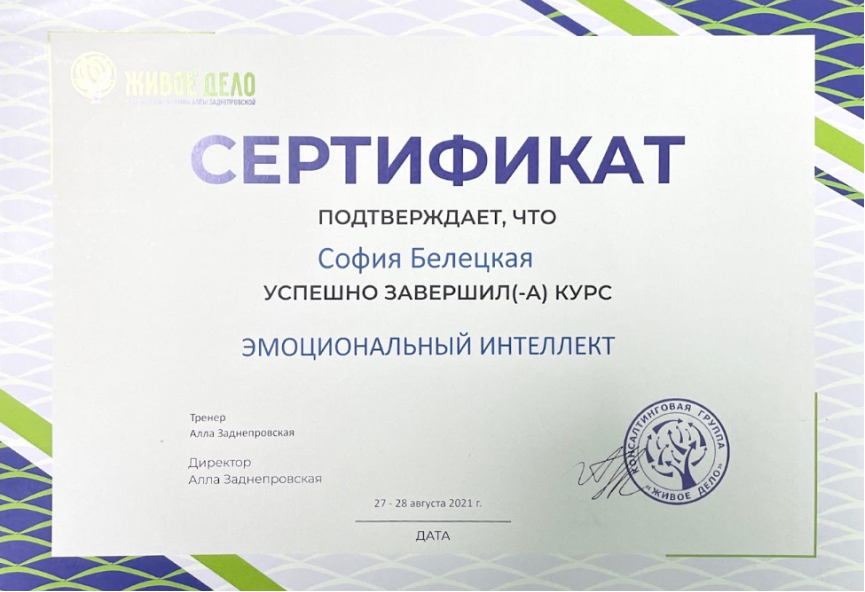 ЖИВОЕ ДЕЛО
АЛЛЫ ЗАДНЕПРОВСКОЙ
СЕРТИФИКАТ
ПОДТВЕРЖДАЕТ, ЧТО
София Белецкая
УСПЕШНО ЗАВЕРШИЛ(-А) КУРС
ЭМОЦИОНАЛЬНЫЙ ИНТЕЛЛЕКТ
Тренер
Алла Заднепровская
Директор
Алла Заднепровская
КОНСАЛТИНГОВАЯ ГРУППА
«ЖИВОЕ ДЕЛО»
27 - 28 августа 2021 г.
ДАТА